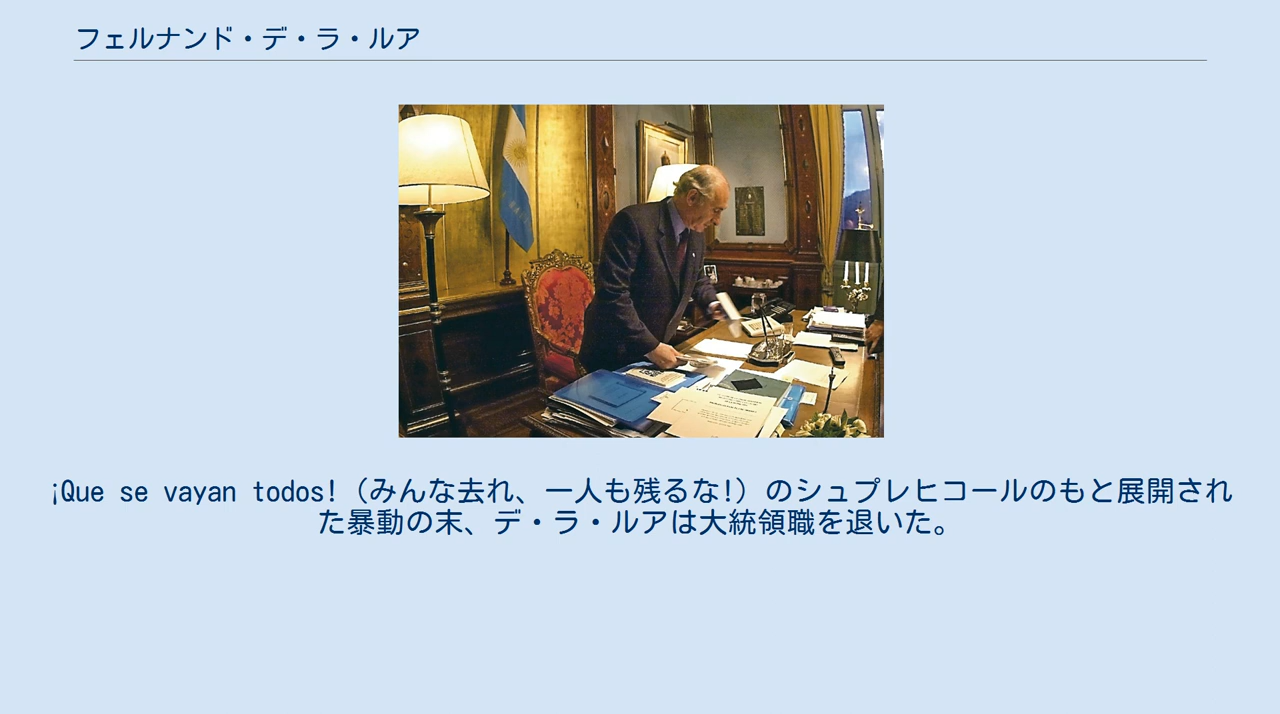 フェルナンド・デ・ラ・ルア
¡Que se vayan todos!（みんな去れ、一人も残るな!）のシュプレヒコールのもと展開され
た暴動の末、デ・ラ・ルアは大統領職を退いた。